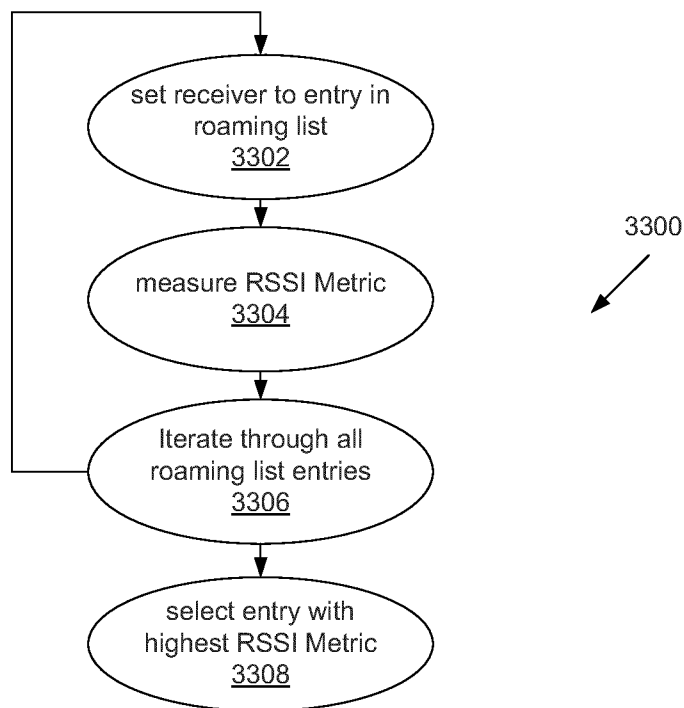 set receiver to entry in
roaming list
3302
3300
measure RSSI Metric
3304
Iterate through all
roaming list entries
3306
select entry with
highest RSSI Metric
3308